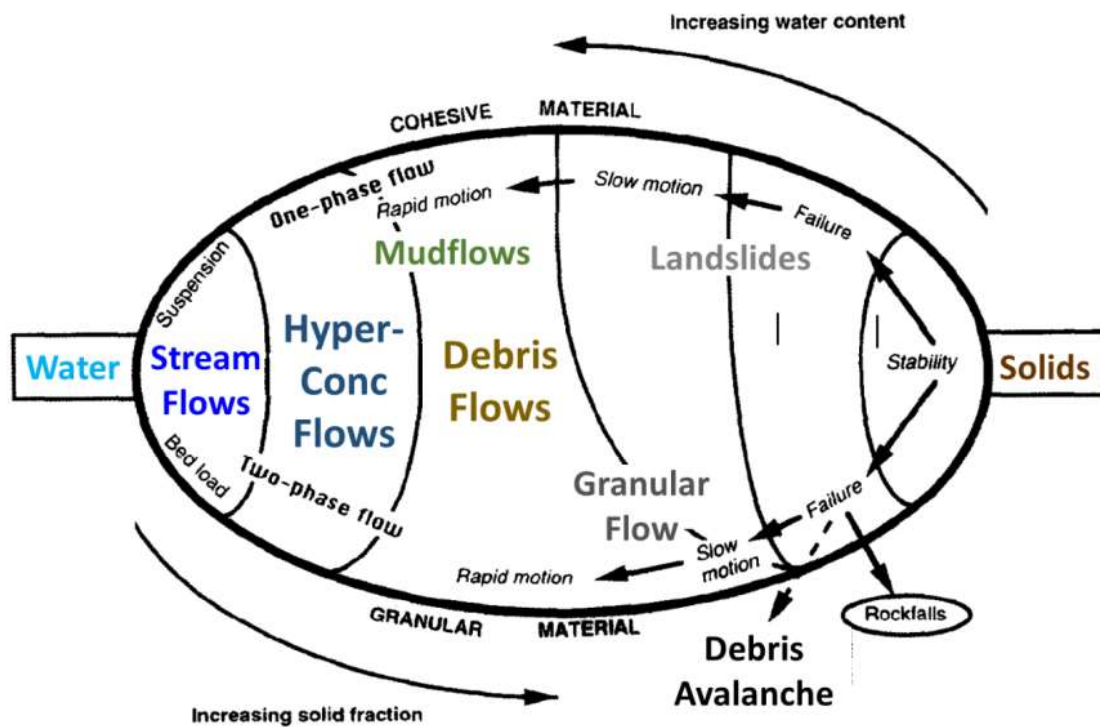 Increasing water content
COHESIVE MATERIAL
One-phase flow
Rapid motion
Slow motion
Failure
Suspension
Mudflows
Landslides
Water
Stream
Flows
Hyper-
Conc
Flows
Debris
Flows
Stability
Solids
Bed load
Two-phase flow
Granular
Flow
Failure
Slow
motion
Rapid motion
Rockfalls
GRANULAR MATERIAL
Debris
Avalanche
Increasing solid fraction